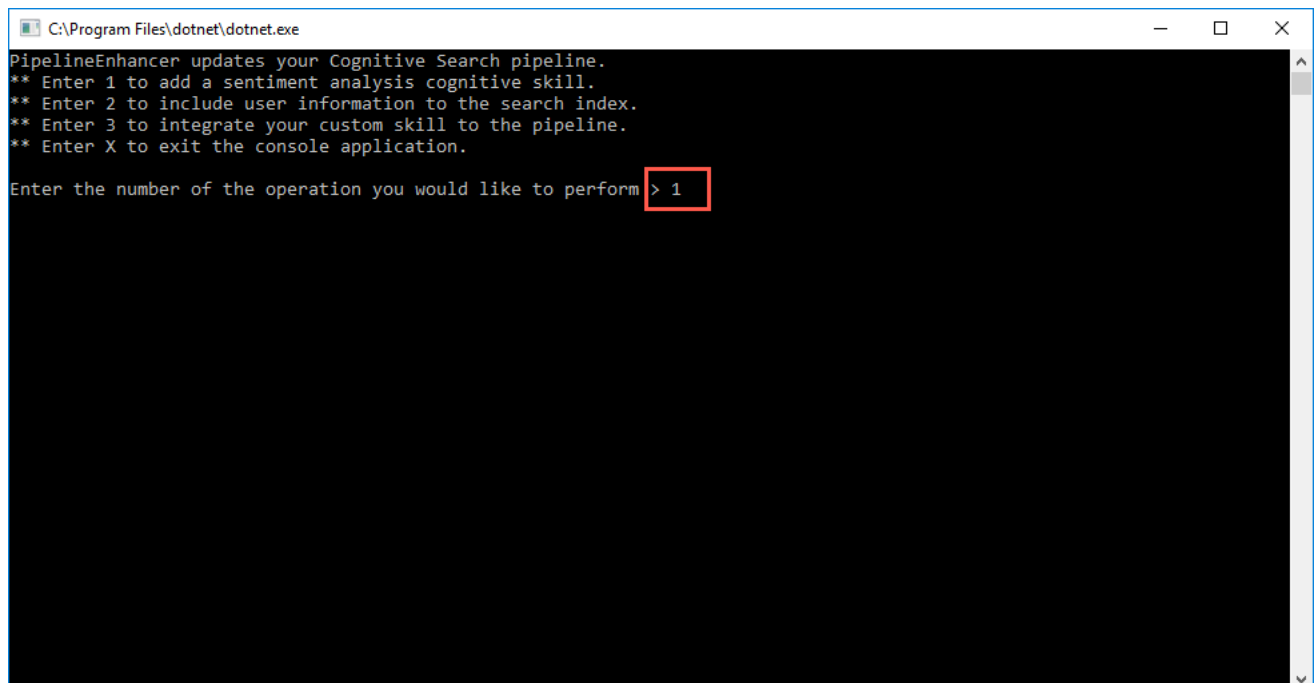 C:\Program Files\dotnet\dotnet.exe
PipelineEnhancer updates your Cognitive Search pipeline.
** Enter 1 to add a sentiment analysis cognitive skill.
** Enter 2 to include user information to the search index.
** Enter 3 to integrate your custom skill to the pipeline.
** Enter X to exit the console application.
Enter the number of the operation you would like to perform > 1